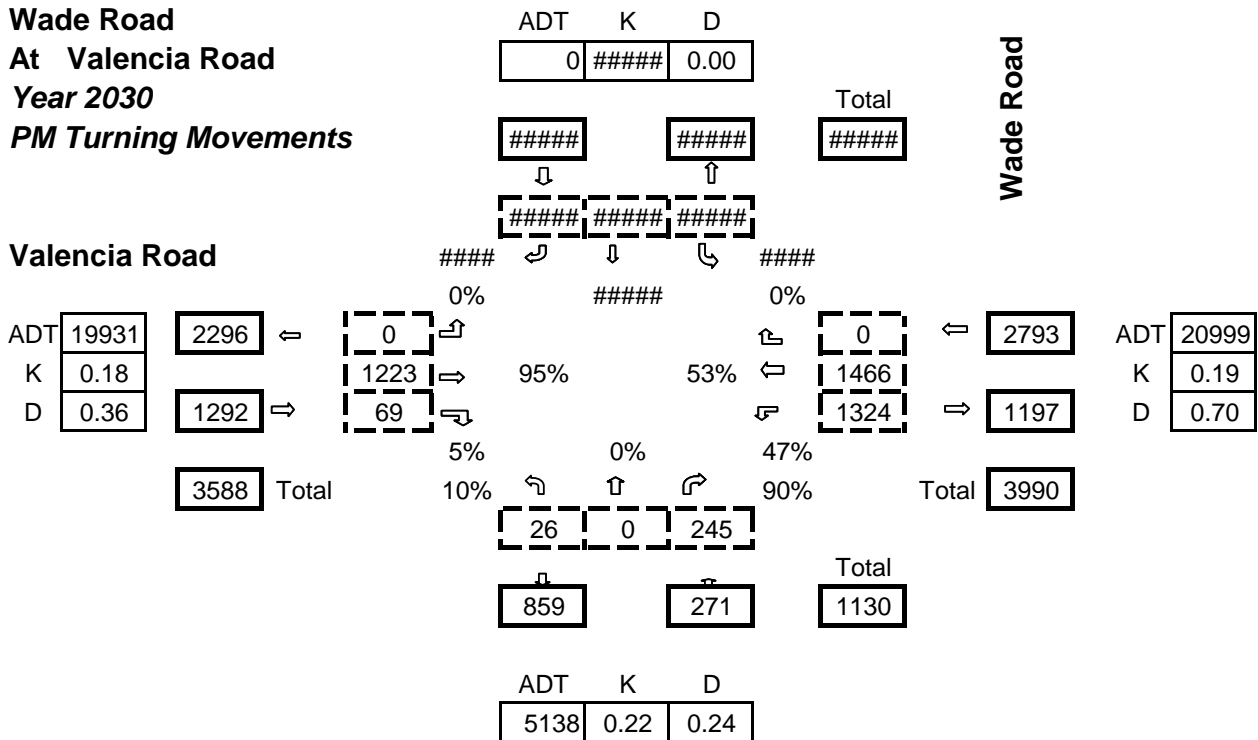 Wade Road
At Valencia Road
Year 2030
PM Turning Movements
ADT K D
0 ##### 0.00
Wade Road
Total
##### ##### #####
##### ##### #####
Valencia Road
#### ####
0% ##### 0%
ADT 19931 2296 0 0 2793 ADT 20999
K 0.18 1223 95% 53% 1466 K 0.19
D 0.36 1292 69 1324 1197 D 0.70
5% 0% 47%
3588 Total 10% 90% Total 3990
26 0 245
Total
859 271 1130
ADT K D
5138 0.22 0.24